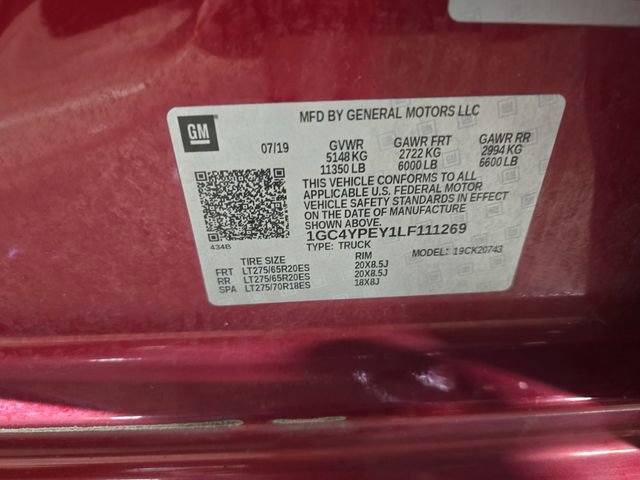 MFD BY GENERAL MOTORS LLC
GM
07/19 GVWR GAWR FRT GAWR RR
5148 KG 2722 KG 2994 KG
11350 LB 6000 LB 6600 LB
THIS VEHICLE CONFORMS TO ALL
APPLICABLE U.S. FEDERAL MOTOR
VEHICLE SAFETY STANDARDS IN EFFECT
ON THE DATE OF MANUFACTURE
1GC4YPEY1LF111269
434B TYPE: TRUCK MODEL: 19CK20743
TIRE SIZE RIM
FRT LT275/65R20ES 20X8.5J
RR LT275/65R20ES 20X8.5J
SPA LT275/70R18ES 18X8J